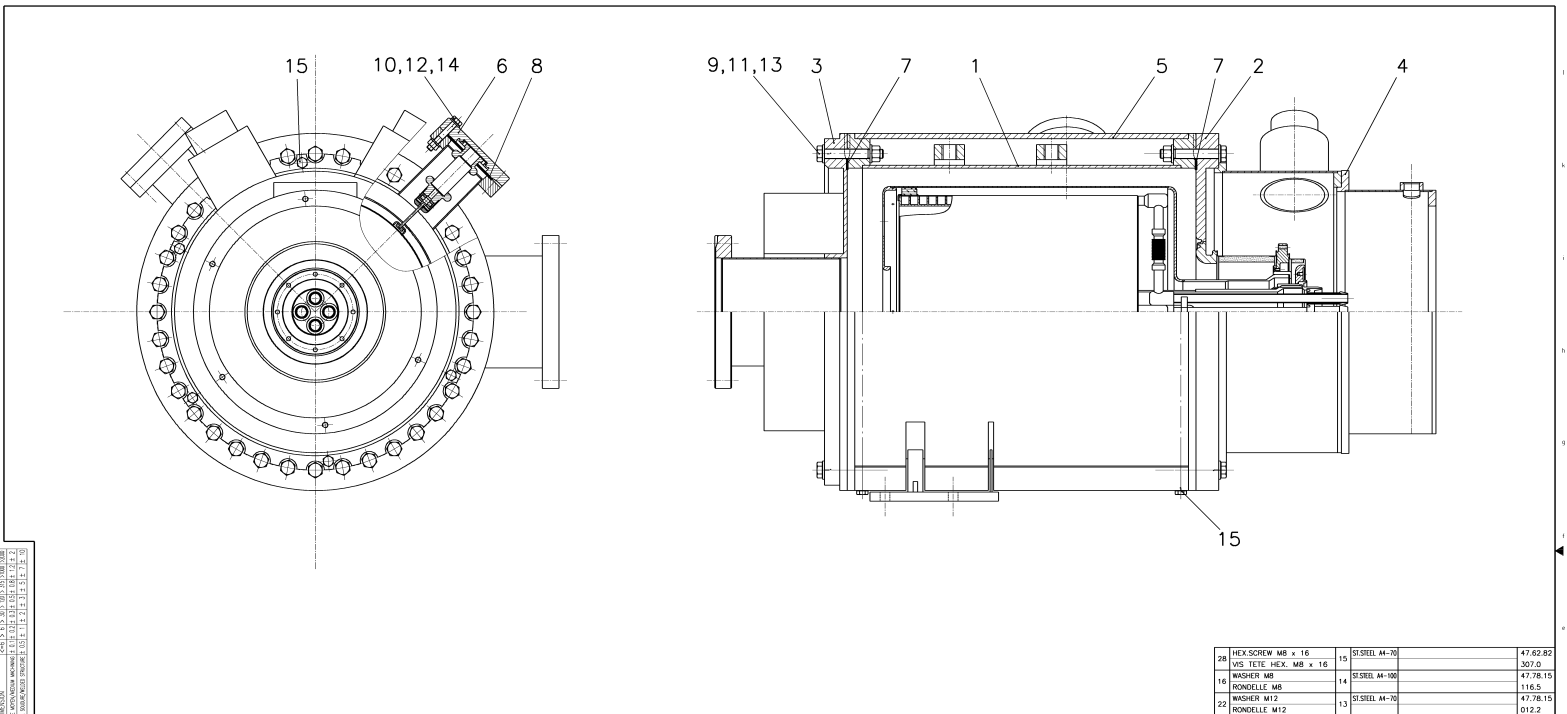 15 10,12,14 6 8 9,11,13 3 7 1 5 7 2 4
15
28 HEX.SCREW M8 x 16 15 ST.STEEL A4-70 47.62.82
VIS TETE HEX. M8 x 16 307.0
16 WASHER M8 14 ST.STEEL A4-100 47.78.15
RONDELLE M8 116.5
22 WASHER M12 13 ST.STEEL A4-70 47.78.15
RONDELLE M12 012.2
k
h
g